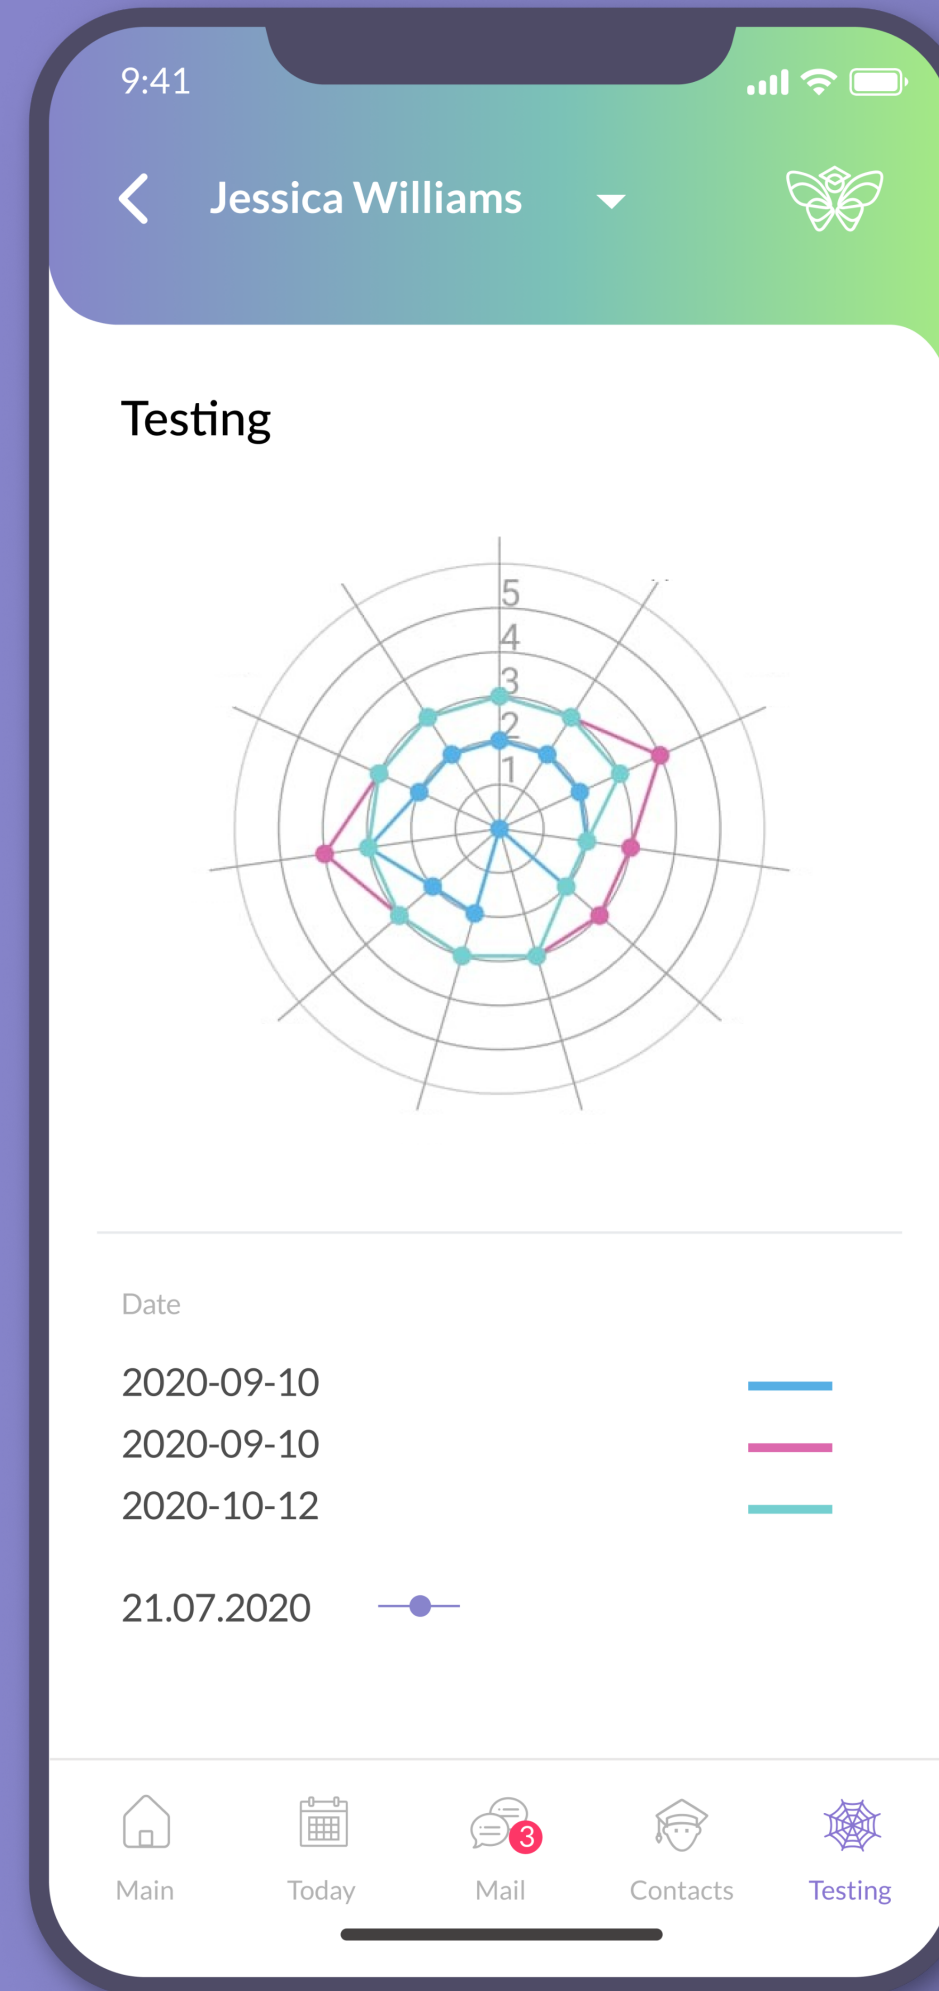 9:41
Jessica Williams
Testing
5
4
3
2
1
Date
2020-09-10
2020-09-10
2020-10-12
21.07.2020
3
Main Today Mail Contacts Testing